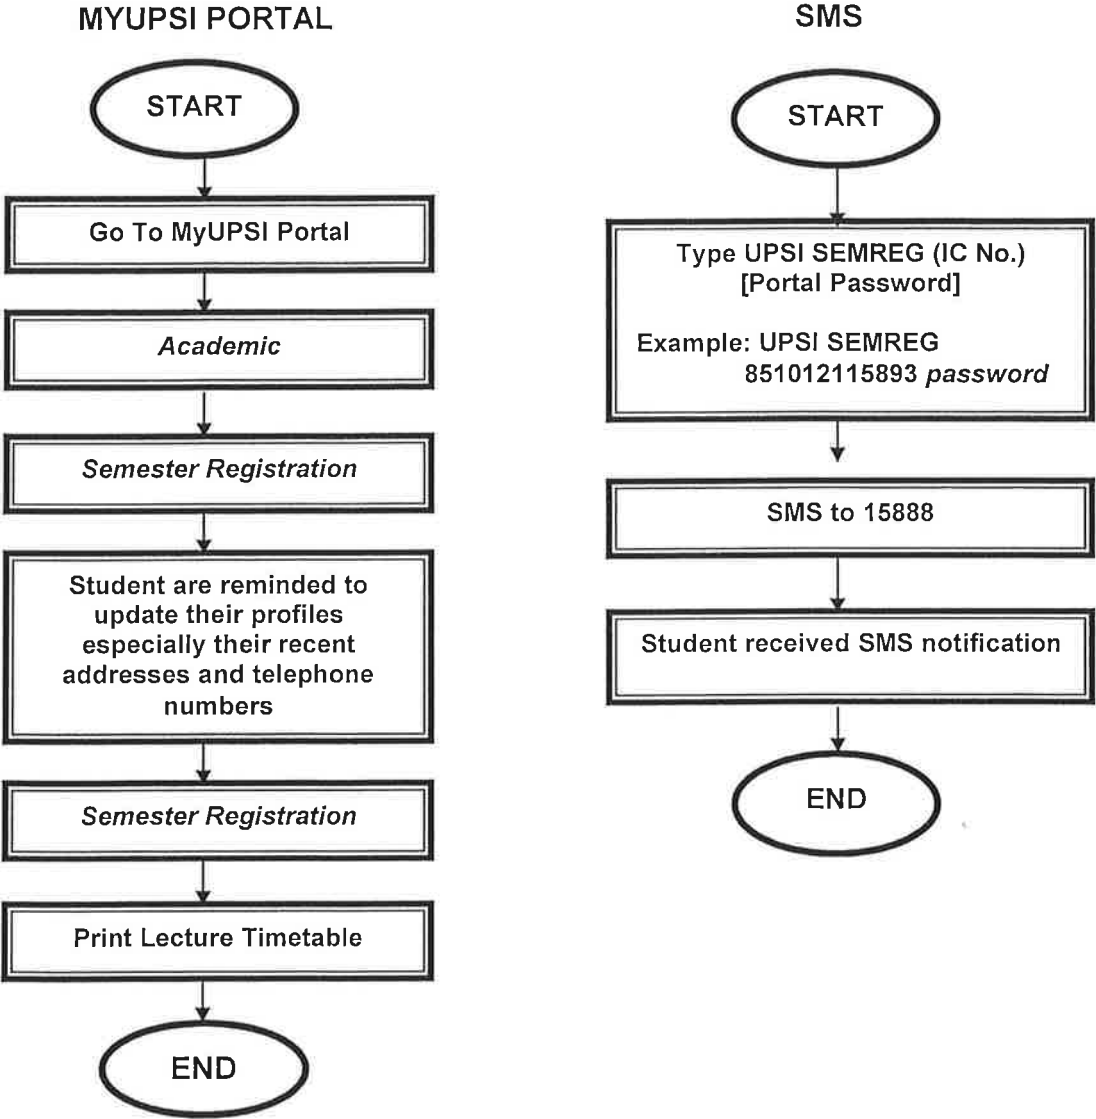 MYUPSI PORTAL
START
Go To MyUPSI Portal
Academic
Semester Registration
Student are reminded to
update their profiles
especially their recent
addresses and telephone
numbers
Semester Registration
Print Lecture Timetable
END
SMS
START
Type UPSI SEMREG (IC No.)
[Portal Password]
Example: UPSI SEMREG
851012115893 password
SMS to 15888
Student received SMS notification
END